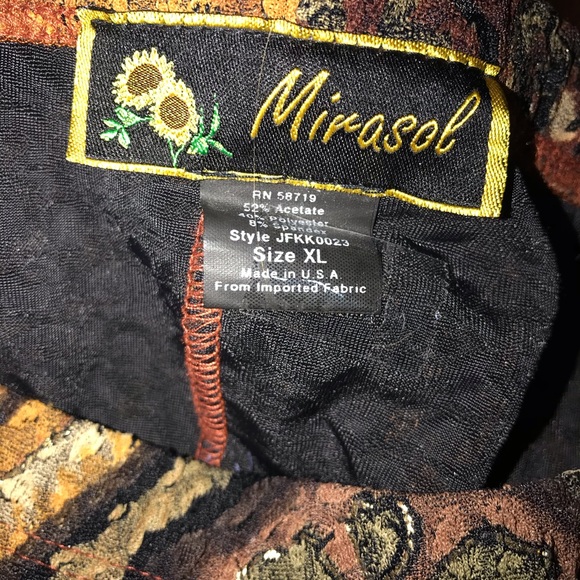 Mirasol
RN 58719
52% Acetate
40% Polyester
8% Spandex
Style JFKK0023
Size XL
Made in U.S.A
From Imported Fabric